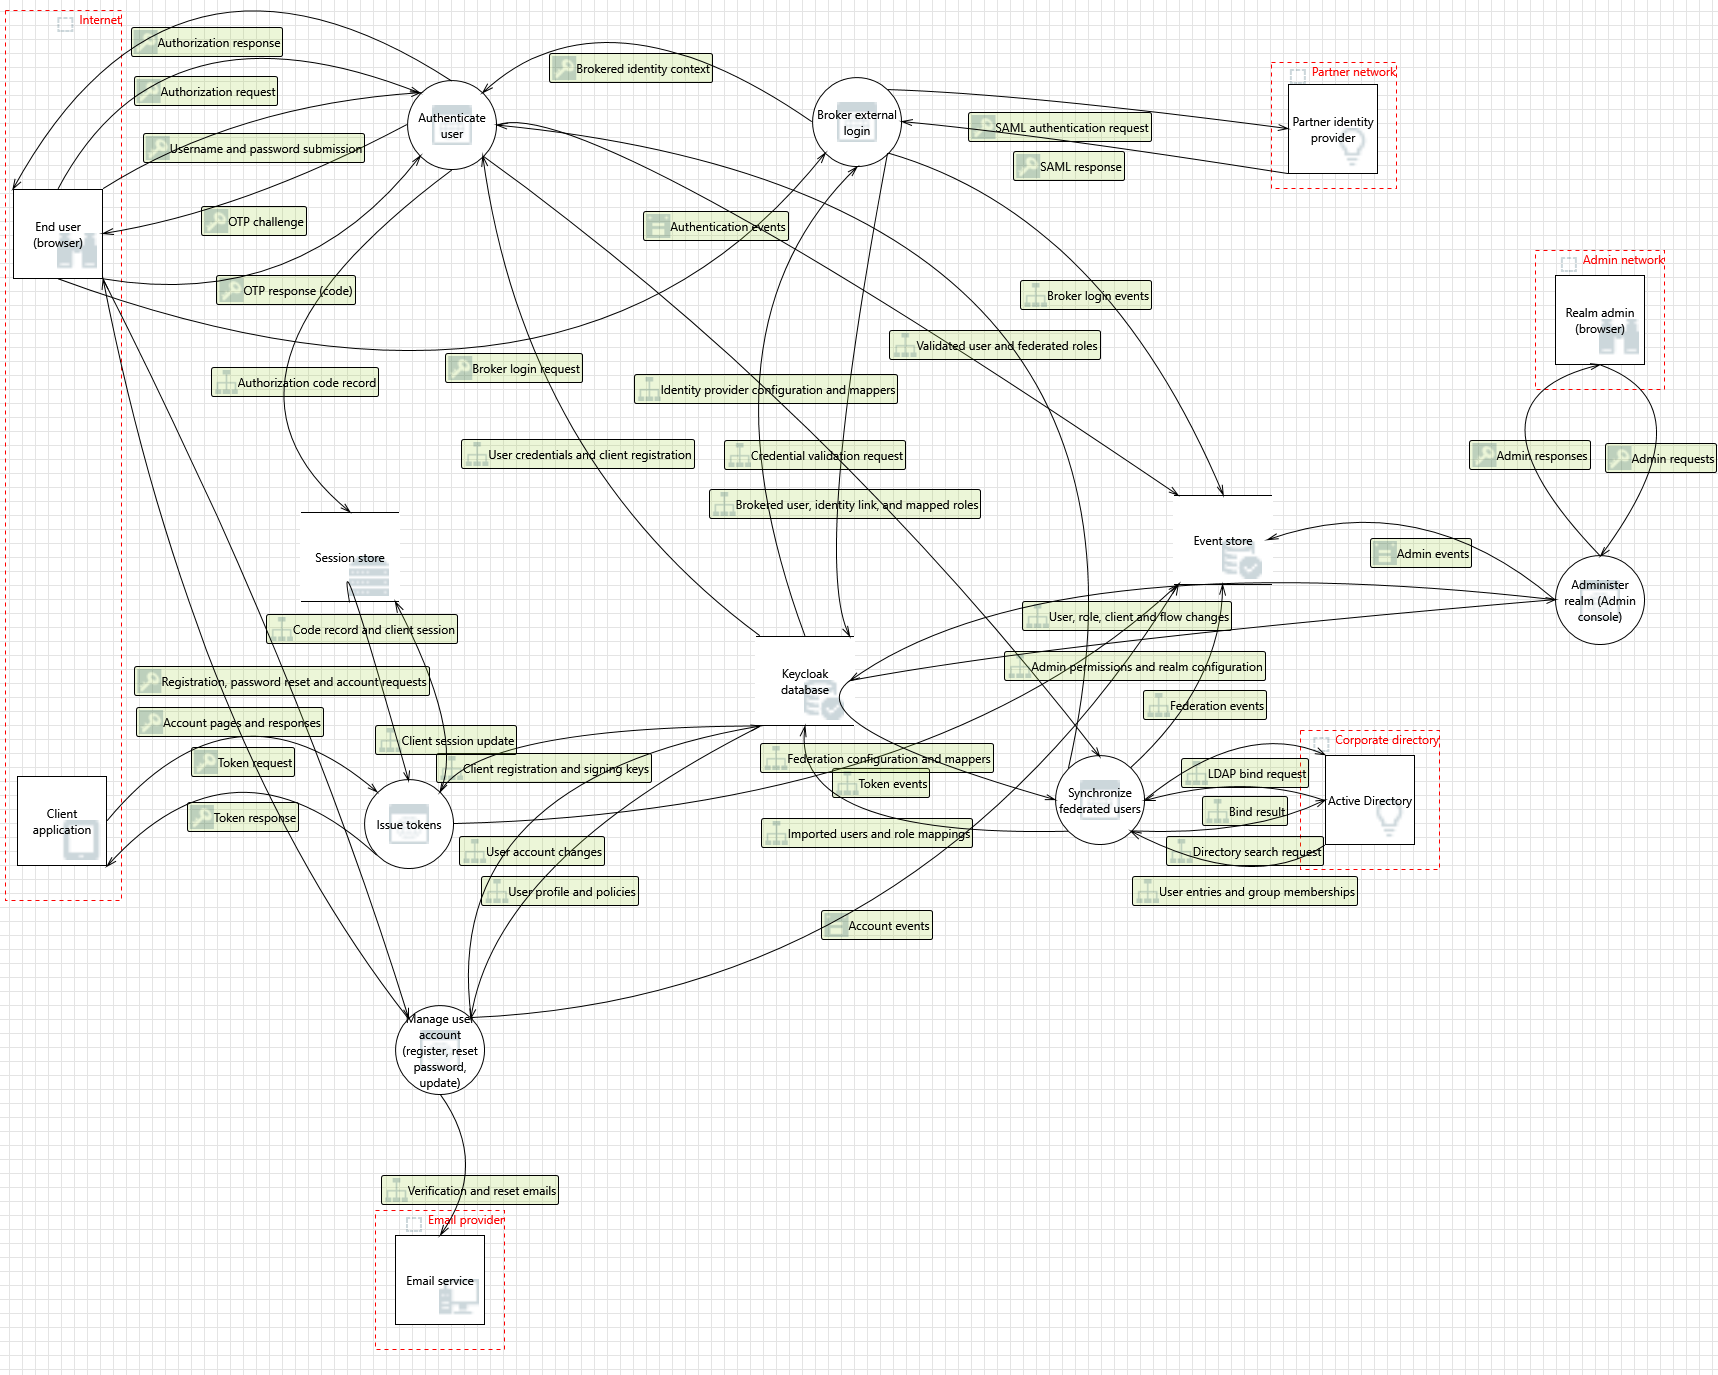 Internet
Authorization response
Authorization request
Username and password submission
OTP challenge
OTP response (code)
End user
(browser)
Authenticate
user
Brokered identity context
Broker external
login
SAML authentication request
SAML response
Partner network
Partner identity
provider
Authentication events
Broker login events
Validated user and federated roles
Admin network
Realm admin
(browser)
Authorization code record
Broker login request
Identity provider configuration and mappers
User credentials and client registration
Credential validation request
Brokered user, identity link, and mapped roles
Admin responses
Admin requests
Session store
Event store
Admin events
Administer
realm (Admin
console)
Code record and client session
User, role, client and flow changes
Admin permissions and realm configuration
Keycloak
database
Registration, password reset and account requests
Account pages and responses
Federation events
Client session update
Client registration and signing keys
Token request
Federation configuration and mappers
Token events
Corporate directory
LDAP bind request
Bind result
Active Directory
Synchronize
federated users
Client
application
Token response
Issue tokens
Imported users and role mappings
Directory search request
User account changes
User profile and policies
User entries and group memberships
Account events
Manage user
account
(register, reset
password,
update)
Verification and reset emails
Email provider
Email service